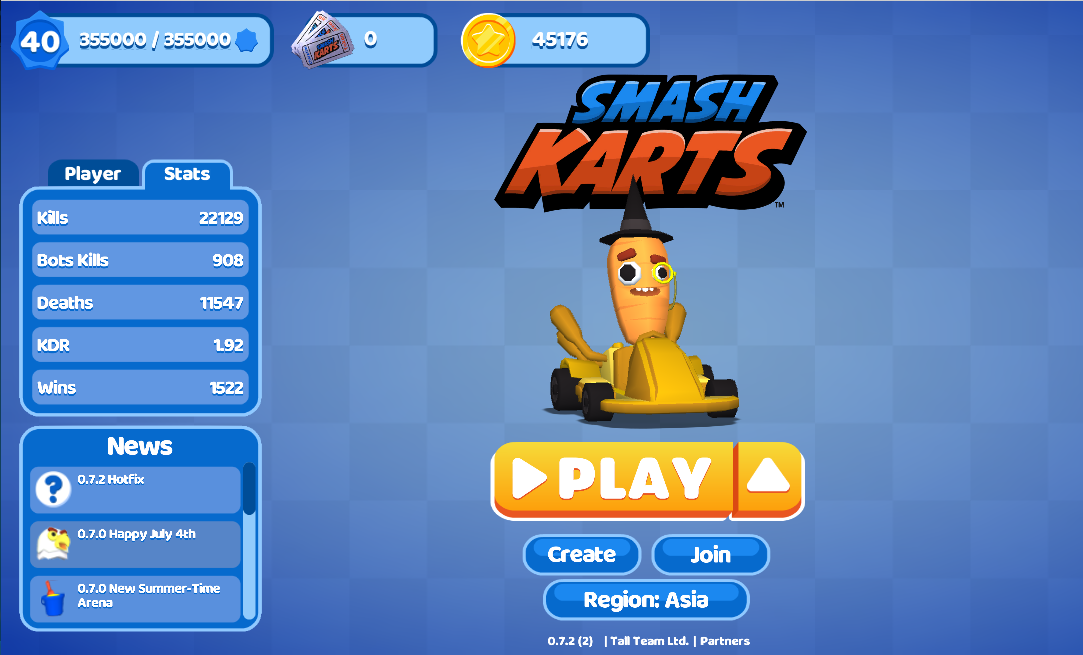 40
355000 / 355000
KARTS
0
45176
SMASH
KARTS
™
Player
Stats
Kills 22129
Bots Kills 908
Deaths 11547
KDR 1.92
Wins 1522
News
0.7.2 Hotfix
0.7.0 Happy July 4th
0.7.0 New Summer-Time
Arena
PLAY
Create
Join
Region: Asia
0.7.2 (2) | Tall Team Ltd. | Partners